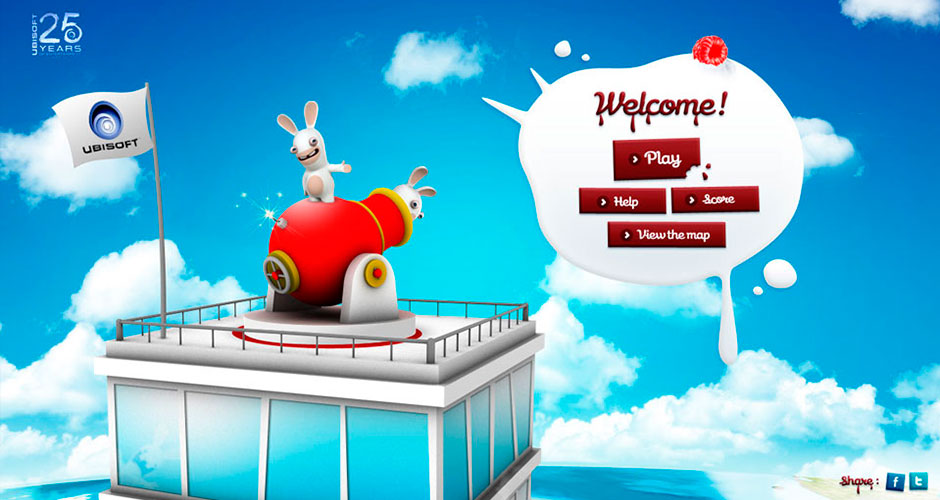 UBISOFT
25
YEARS
UBISOFT
Welcome!
Play
Help
Score
View the map
Share :
f
t